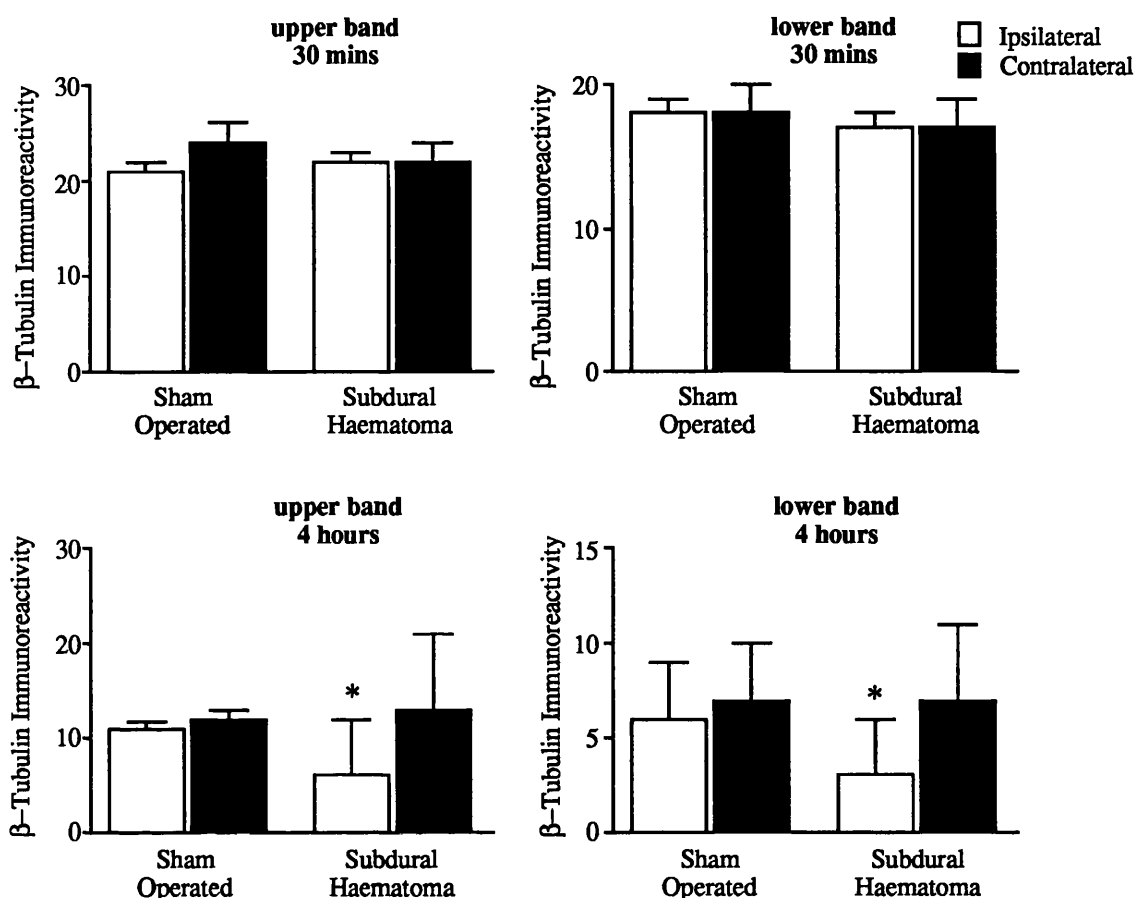 upper band
30 mins
β–Tubulin Immunoreactivity
30
20
10
0
Sham
Operated
Subdural
Haematoma
lower band
30 mins
Ipsilateral
Contralateral
β–Tubulin Immunoreactivity
20
10
0
Sham
Operated
Subdural
Haematoma
upper band
4 hours
β–Tubulin Immunoreactivity
30
20
10
0
*
Sham
Operated
Subdural
Haematoma
lower band
4 hours
β–Tubulin Immunoreactivity
15
10
5
0
*
Sham
Operated
Subdural
Haematoma